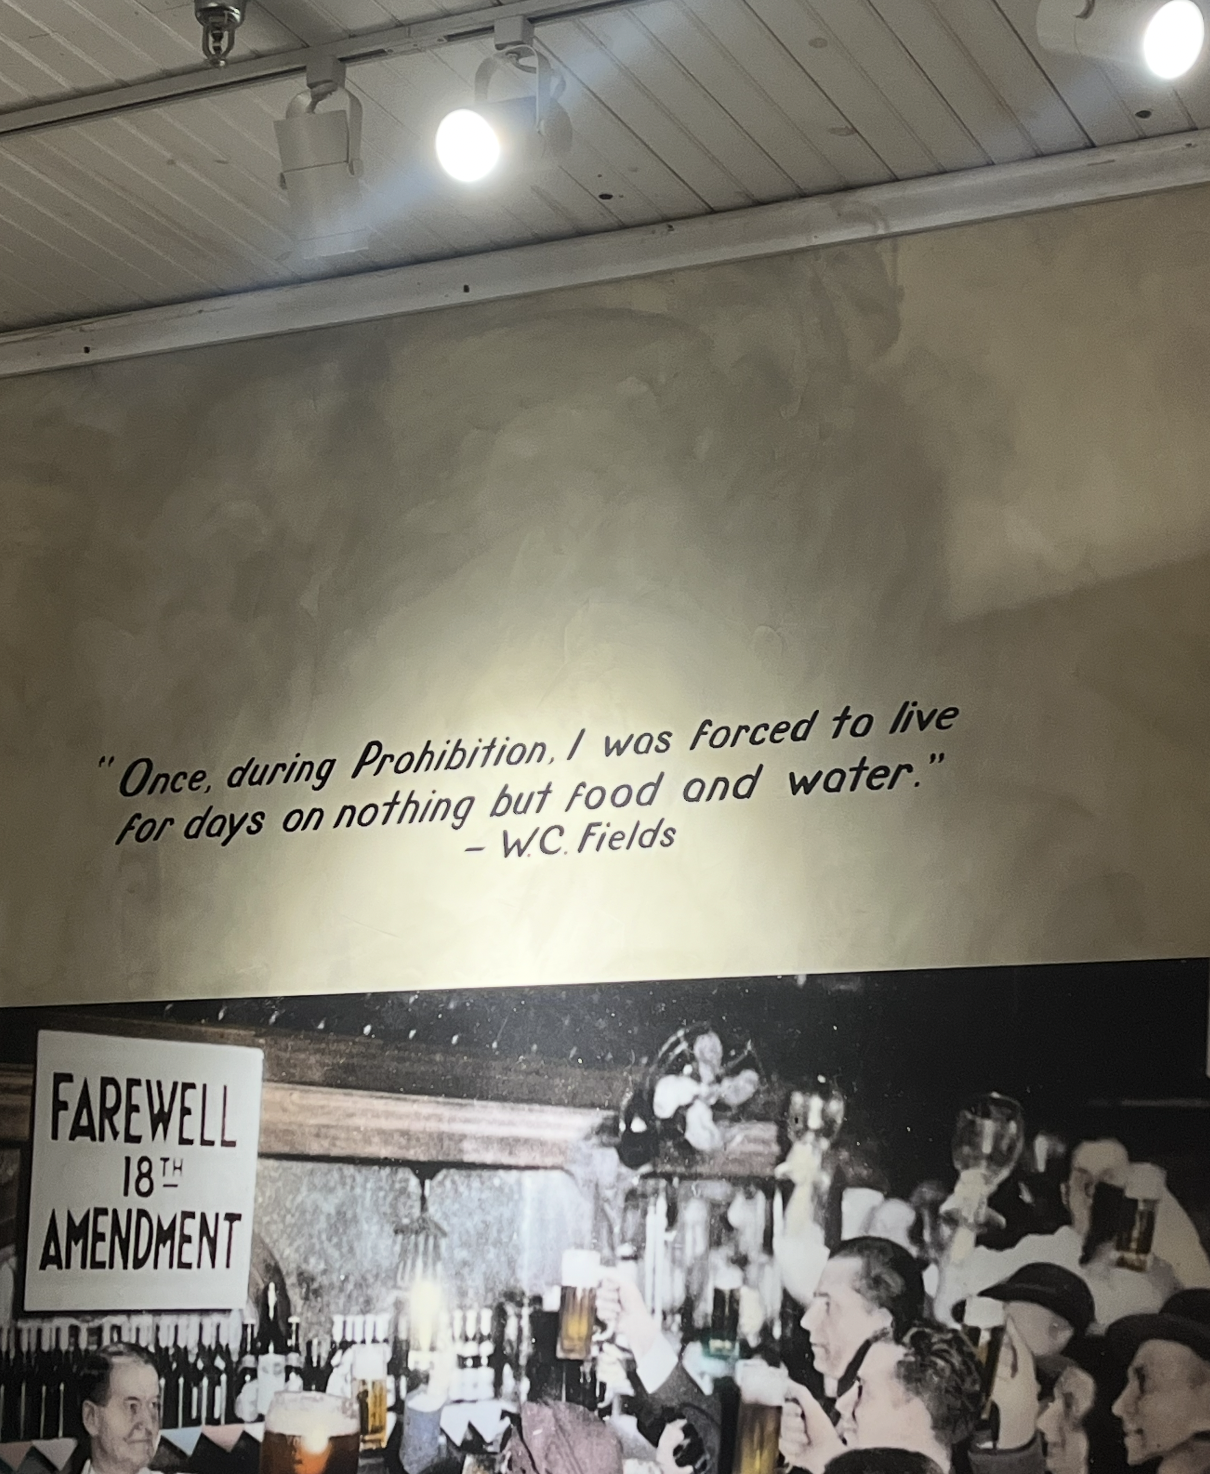 "Once, during Prohibition, I was forced to live
for days on nothing but food and water."
– W.C. Fields
FAREWELL
18TH
AMENDMENT